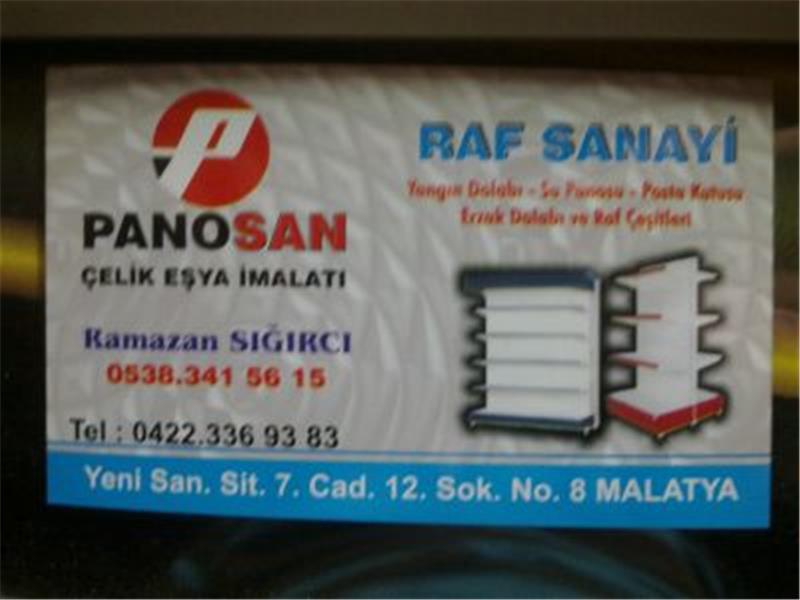 P
PANOSAN
ÇELİK EŞYA İMALATI
Ramazan SIĞIRCI
0538.341 56 15
Tel : 0422.336 93 83
RAF SANAYİ
Yangın Dolabı - Su Panosu - Posta Kutusu
Erzak Dolabı ve Raf Çeşitleri
Yeni San. Sit. 7. Cad. 12. Sok. No. 8 MALATYA